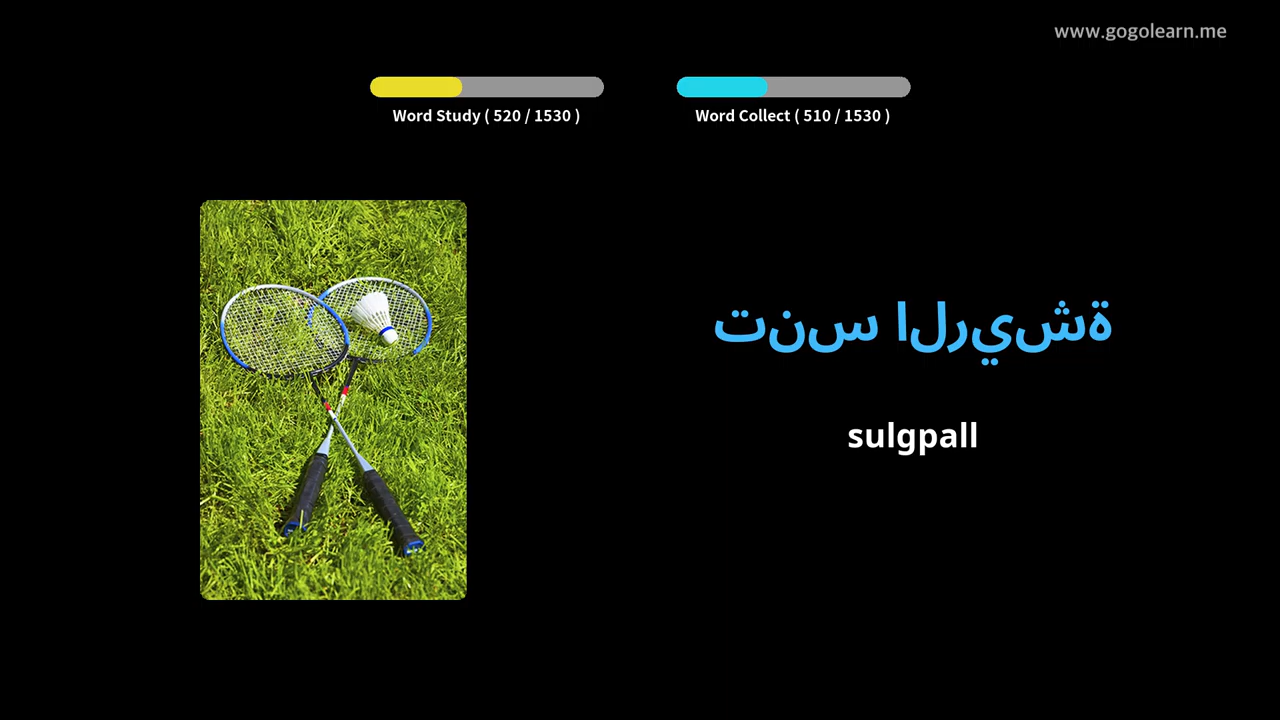 www.gogolearn.me
Word Study ( 520 / 1530 )
Word Collect ( 510 / 1530 )
تنس الريشة
sulgpall